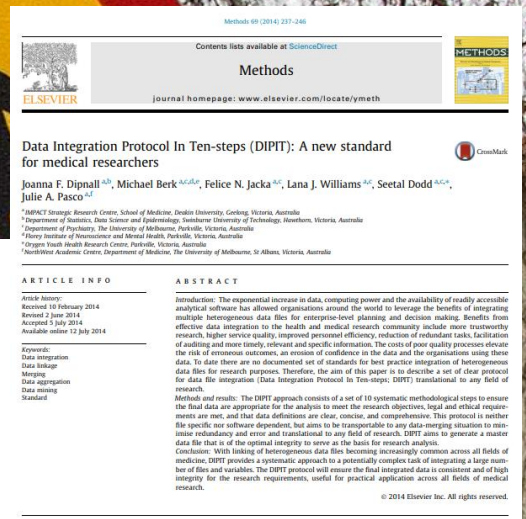 Methods 69 (2014) 237–246
Contents lists available at ScienceDirect
Methods
journal homepage: www.elsevier.com/locate/ymeth
ELSEVIER
METHODS
Data Integration Protocol In Ten-steps (DIPIT): A new standard
for medical researchers
CrossMark
Joanna F. Dipnall a,b, Michael Berk a,c,d,e, Felice N. Jacka a,c, Lana J. Williams a,c, Seetal Dodd a,c,*,
Julie A. Pasco a,f
a IMPACT Strategic Research Centre, School of Medicine, Deakin University, Geelong, Victoria, Australia
b Department of Statistics, Data Science and Epidemiology, Swinburne University of Technology, Hawthorn, Victoria, Australia
c Department of Psychiatry, The University of Melbourne, Parkville, Victoria, Australia
d Florey Institute of Neuroscience and Mental Health, Parkville, Victoria, Australia
e Orygen Youth Health Research Centre, Parkville, Victoria, Australia
f NorthWest Academic Centre, Department of Medicine, The University of Melbourne, St Albans, Victoria, Australia
ARTICLE INFO
Article history:
Received 10 February 2014
Revised 2 June 2014
Accepted 5 July 2014
Available online 12 July 2014
Keywords:
Data integration
Data linkage
Merging
Data aggregation
Data mining
Standard
ABSTRACT
Introduction: The exponential increase in data, computing power and the availability of readily accessible
analytical software has allowed organisations around the world to leverage the benefits of integrating
multiple heterogeneous data files for enterprise-level planning and decision making. Benefits from
effective data integration to the health and medical research community include more trustworthy
research, higher service quality, improved personnel efficiency, reduction of redundant tasks, facilitation
of auditing and more timely, relevant and specific information. The costs of poor quality processes elevate
the risk of erroneous outcomes, an erosion of confidence in the data and the organisations using these
data. To date there are no documented set of standards for best practice integration of heterogeneous
data files for research purposes. Therefore, the aim of this paper is to describe a set of clear protocol
for data file integration (Data Integration Protocol In Ten-steps; DIPIT) translational to any field of
research.
Methods and results: The DIPIT approach consists of a set of 10 systematic methodological steps to ensure
the final data are appropriate for the analysis to meet the research objectives, legal and ethical require-
ments are met, and that data definitions are clear, concise, and comprehensive. This protocol is neither
file specific nor software dependent, but aims to be transportable to any data-merging situation to min-
imise redundancy and error and translational to any field of research. DIPIT aims to generate a master
data file that is of the optimal integrity to serve as the basis for research analysis.
Conclusion: With linking of heterogeneous data files becoming increasingly common across all fields of
medicine, DIPIT provides a systematic approach to a potentially complex task of integrating a large num-
ber of files and variables. The DIPIT protocol will ensure the final integrated data is consistent and of high
integrity for the research requirements, useful for practical application across all fields of medical
research.
© 2014 Elsevier Inc. All rights reserved.